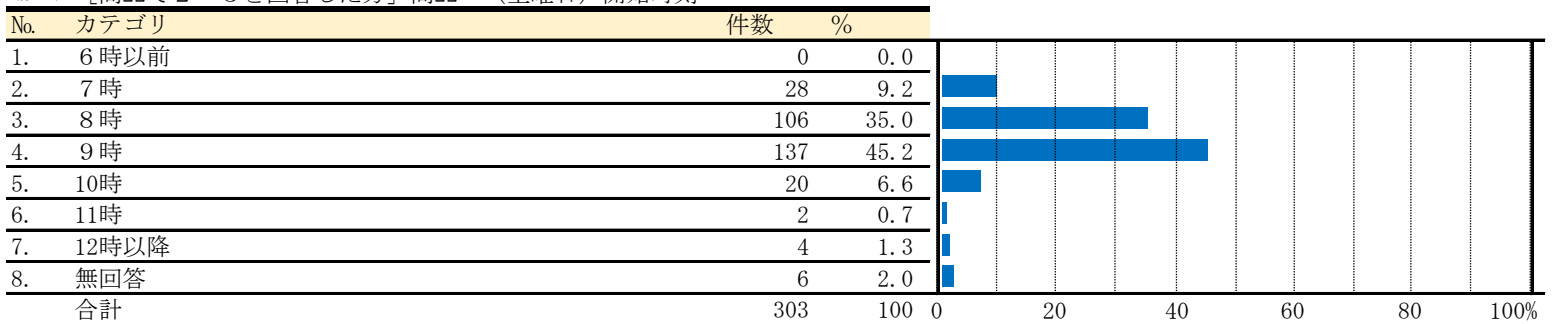 No. カテゴリ 件数 %
1. ６時以前 0 0.0
2. ７時 28 9.2
3. ８時 106 35.0
4. ９時 137 45.2
5. 10時 20 6.6
6. 11時 2 0.7
7. 12時以降 4 1.3
8. 無回答 6 2.0
合計 303 100 0 20 40 60 80 100%